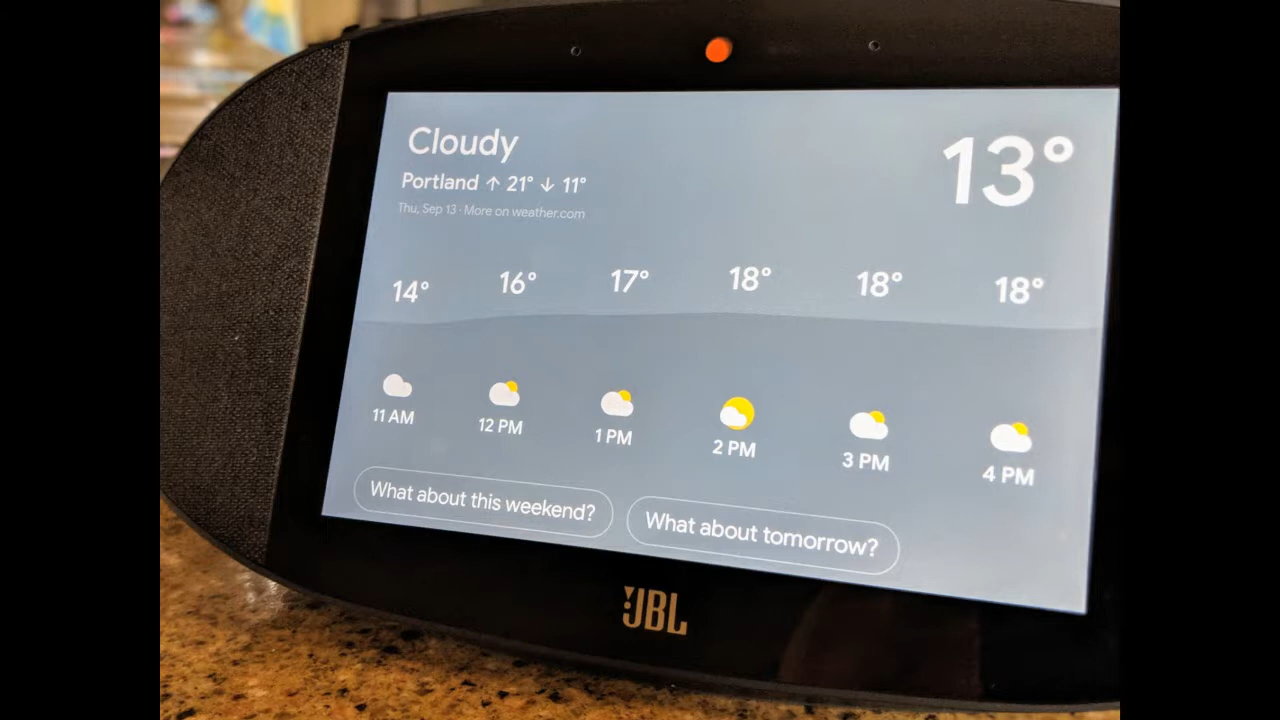 Cloudy
13°
Portland ↑ 21° ↓ 11°
Thu, Sep 13 · More on weather.com
14° 16° 17° 18° 18° 18°
11 AM 12 PM 1 PM 2 PM 3 PM 4 PM
What about this weekend? What about tomorrow?
JBL